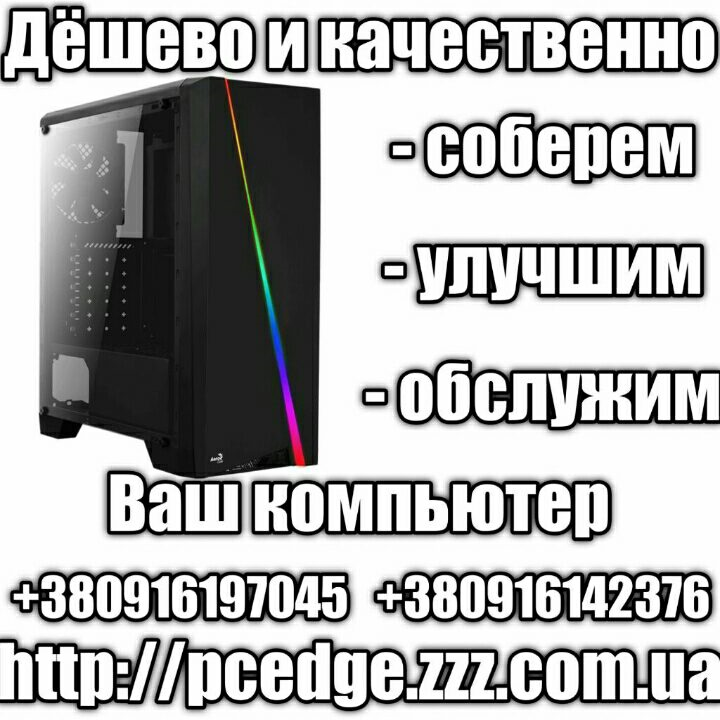 Дёшево и качественно
- соберем
- улучшим
- обслужим
Ваш компьютер
+380916197045 +380916142376
http://pcedge.zzz.com.ua